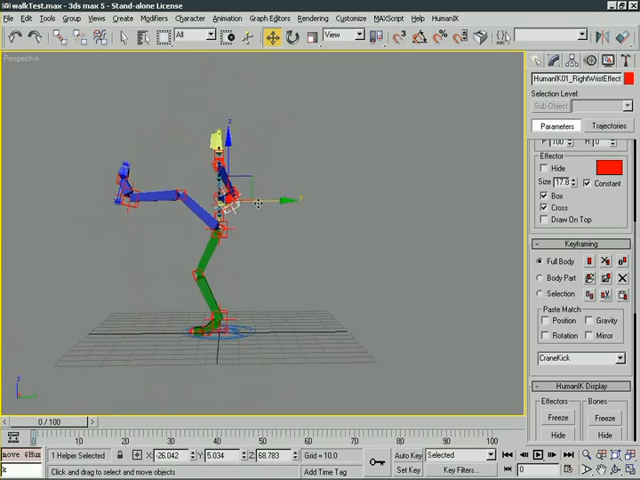 walkTest.max - 3ds max 5 - Stand-alone License
File Edit Tools Group Views Create Modifiers Character Animation Graph Editors Rendering Customize MAXScript Help HumanIK
All View
Perspective
z
HumanIK01_RightWristEffect
Selection Level:
Sub-Object
Parameters Trajectories
P 100 R 0
Effector
Hide
Size 17.8 Constant
Box
Cross
Draw On Top
Keyframing
Full Body
Body Part
Selection
Paste Match
Position Gravity
Rotation Mirror
CraneKick
HumanIK Display
Effectors Bones
Freeze Freeze
Hide Hide
z
0 / 100
0 10 20 30 40 50 60 70 80 90 100
1 Helper Selected X: -26.042 Y: 5.034 Z: 68.783 Grid = 10.0 Auto Key Selected
Click and drag to select and move objects Add Time Tag Set Key Key Filters... 0